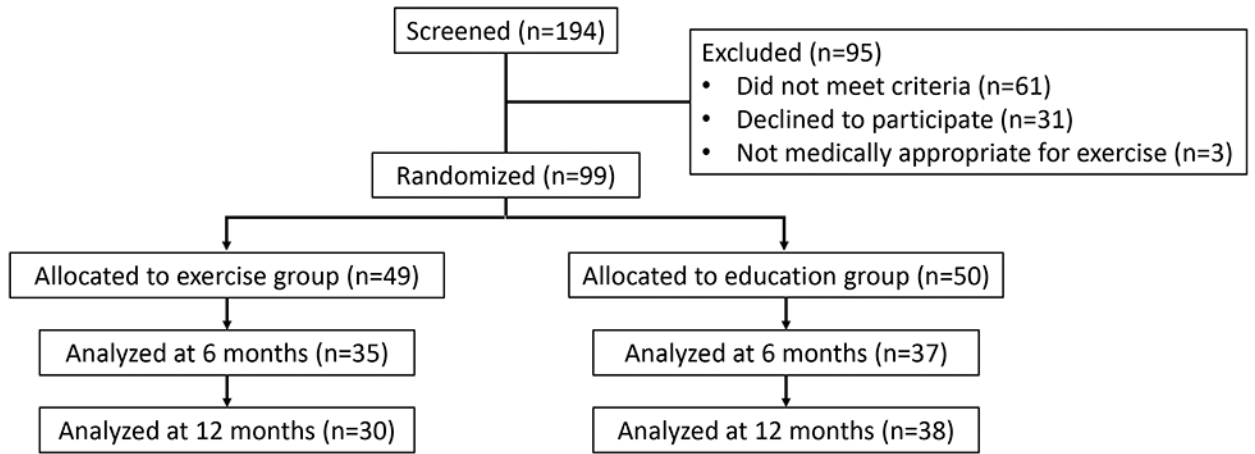 Screened (n=194)
Excluded (n=95)
• Did not meet criteria (n=61)
• Declined to participate (n=31)
• Not medically appropriate for exercise (n=3)
Randomized (n=99)
Allocated to exercise group (n=49)
Allocated to education group (n=50)
Analyzed at 6 months (n=35)
Analyzed at 6 months (n=37)
Analyzed at 12 months (n=30)
Analyzed at 12 months (n=38)